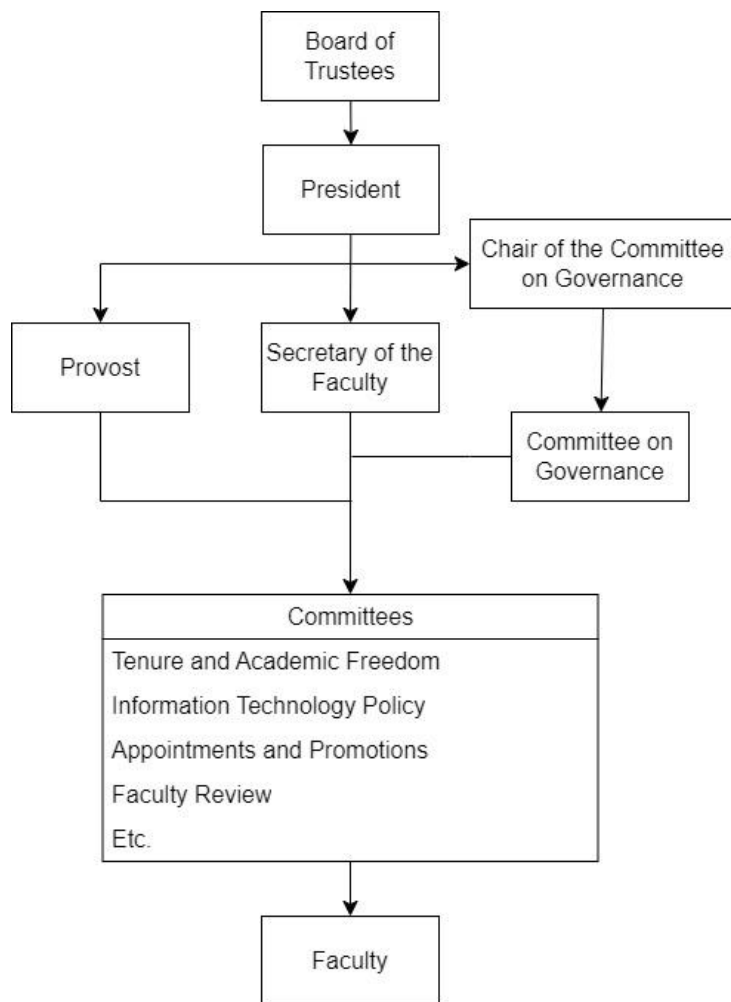 Board of
Trustees
President
Chair of the Committee
on Governance
Provost
Secretary of the
Faculty
Committee on
Governance
Committees
Tenure and Academic Freedom
Information Technology Policy
Appointments and Promotions
Faculty Review
Etc.
Faculty